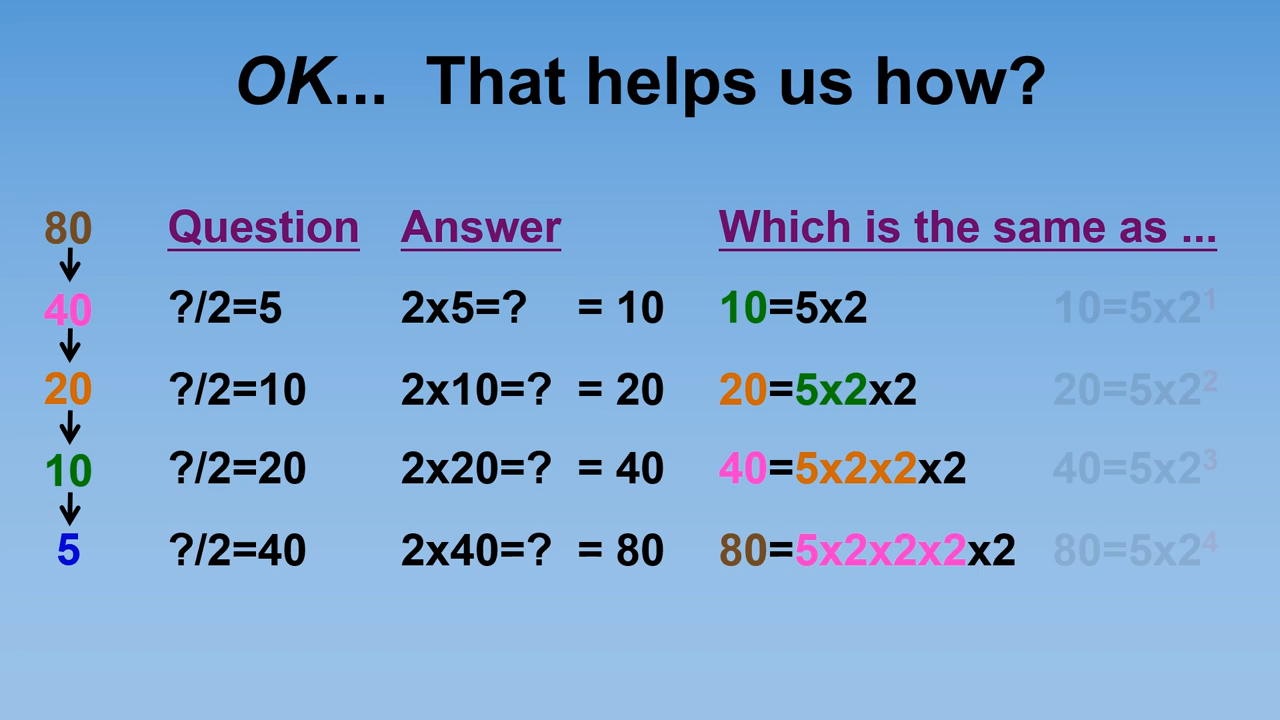 OK... That helps us how?
80 Question Answer Which is the same as ...
40 ?/2=5 2x5=? = 10 10=5x2 10=5x2¹
20 ?/2=10 2x10=? = 20 20=5x2x2 20=5x2²
10 ?/2=20 2x20=? = 40 40=5x2x2x2 40=5x2³
5 ?/2=40 2x40=? = 80 80=5x2x2x2x2 80=5x2⁴